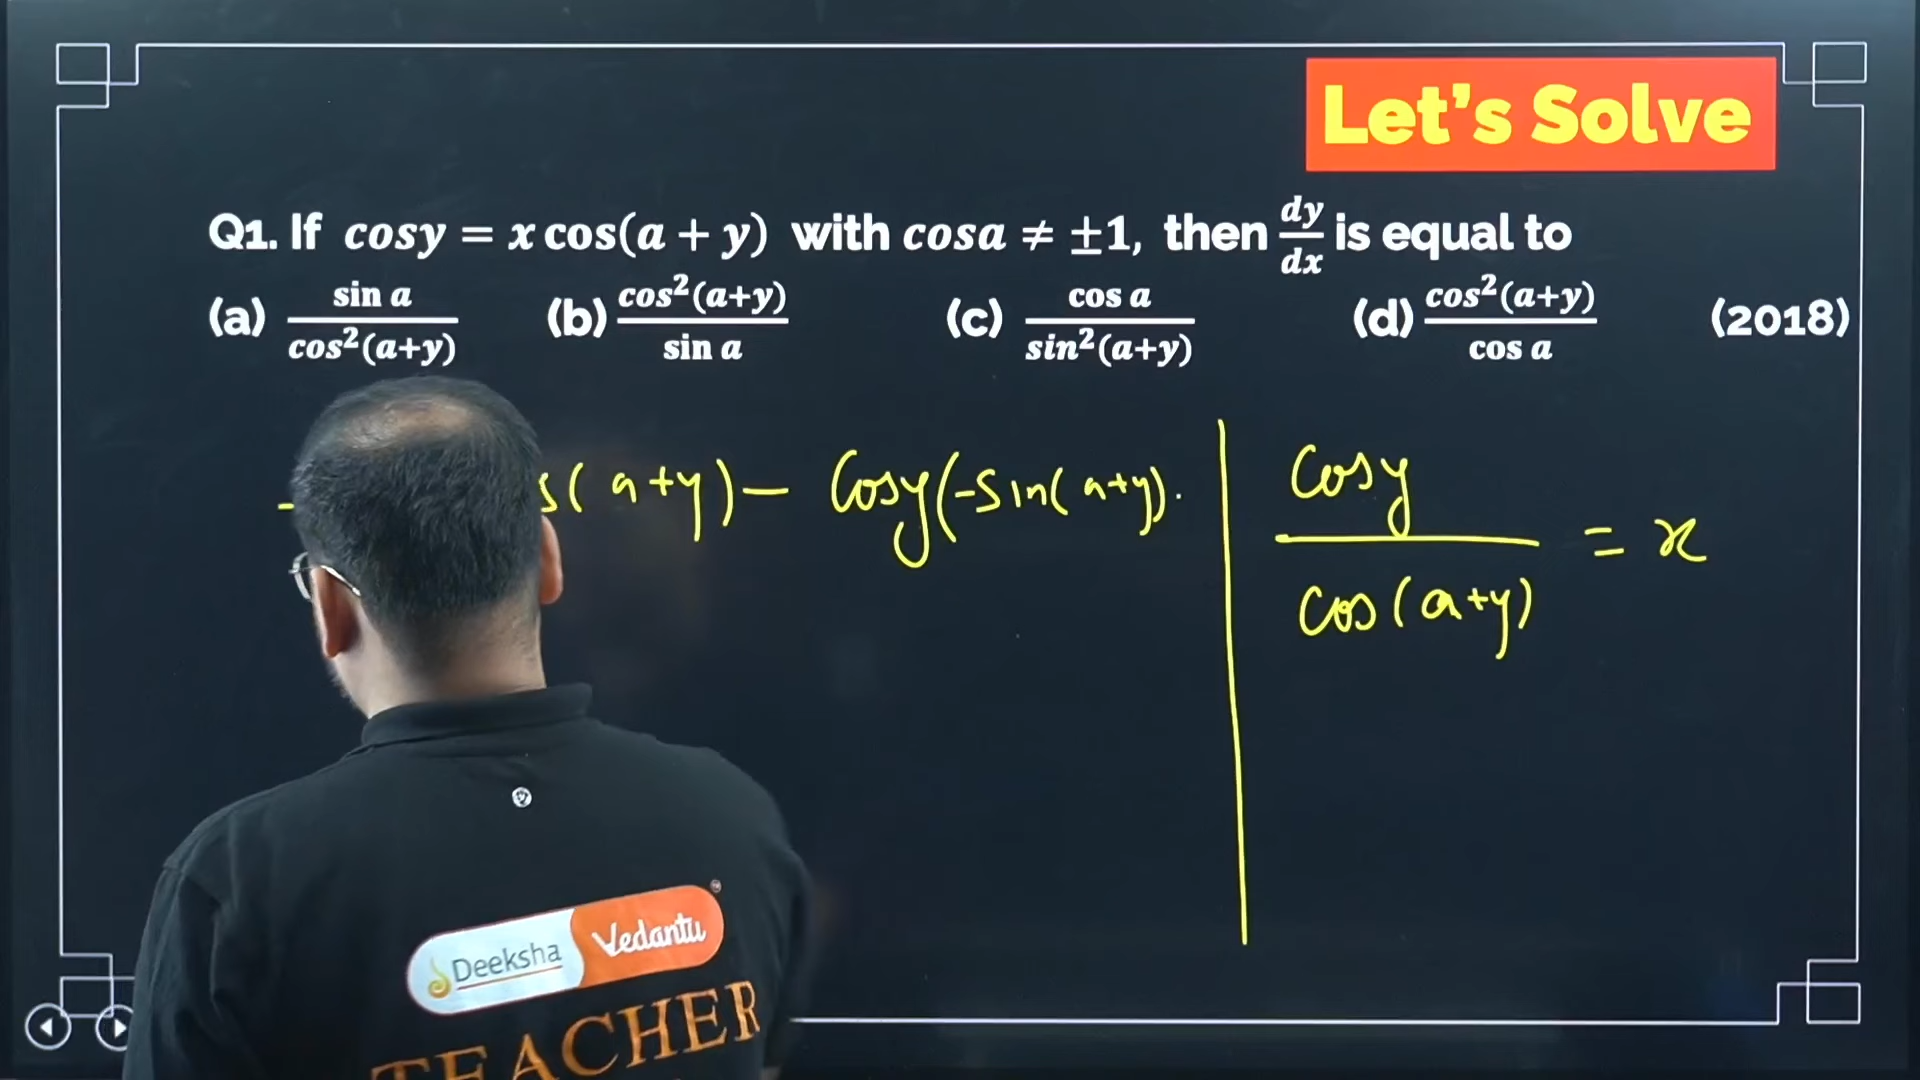 Let's Solve
Q1. If cosy = x cos(a + y) with cosa ≠ ±1, then dy/dx is equal to
(a) sin a / cos²(a+y) (b) cos²(a+y) / sin a (c) cos a / sin²(a+y) (d) cos²(a+y) / cos a (2018)
s(a+y) − Cosy(-Sin(a+y).
Cosy / Cos(a+y) = x
Deeksha Vedantu
TEACHER